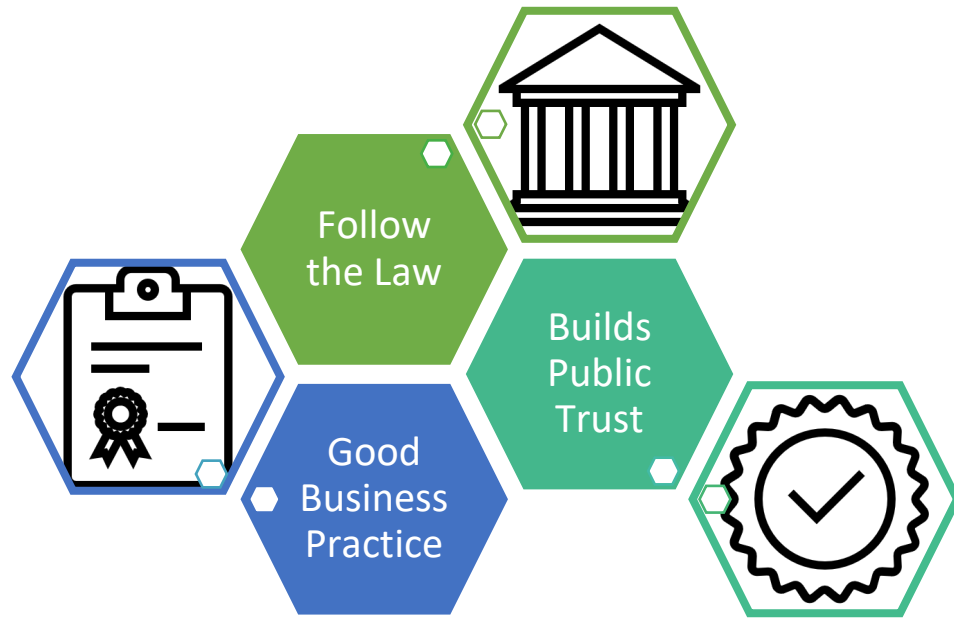 Follow
the Law
Builds
Public
Trust
Good
Business
Practice